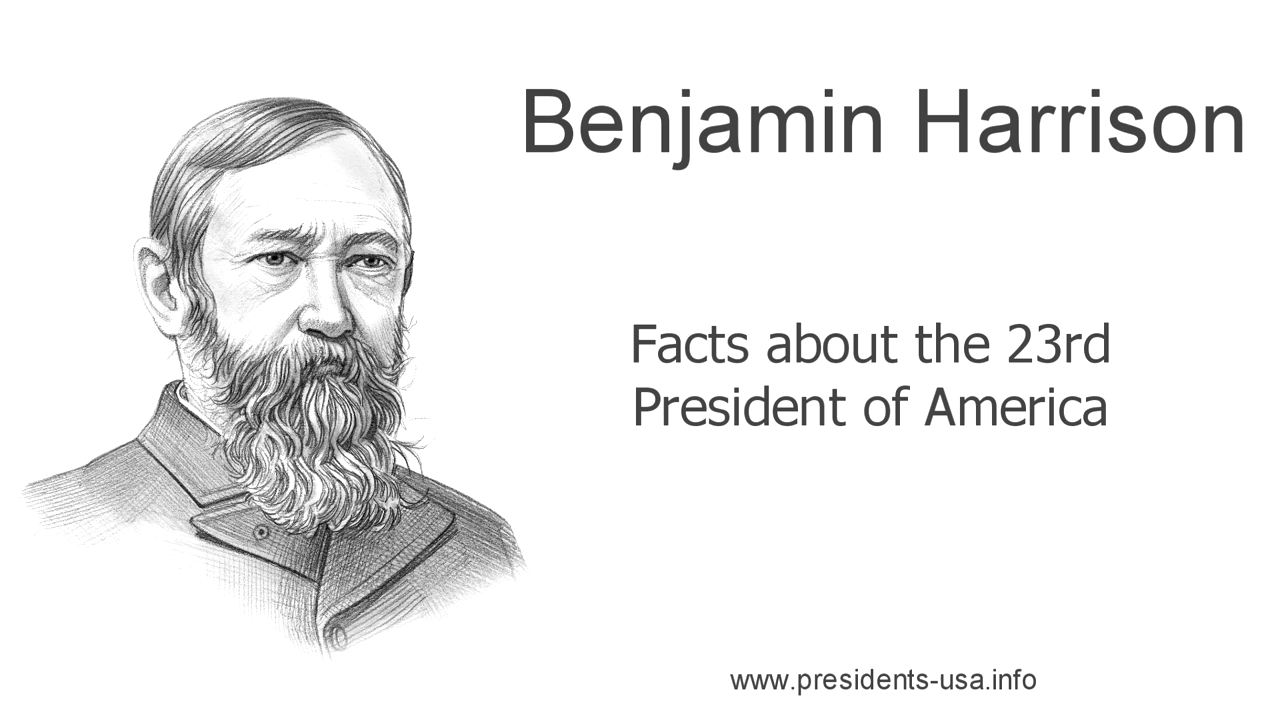 Benjamin Harrison
Facts about the 23rd
President of America
www.presidents-usa.info